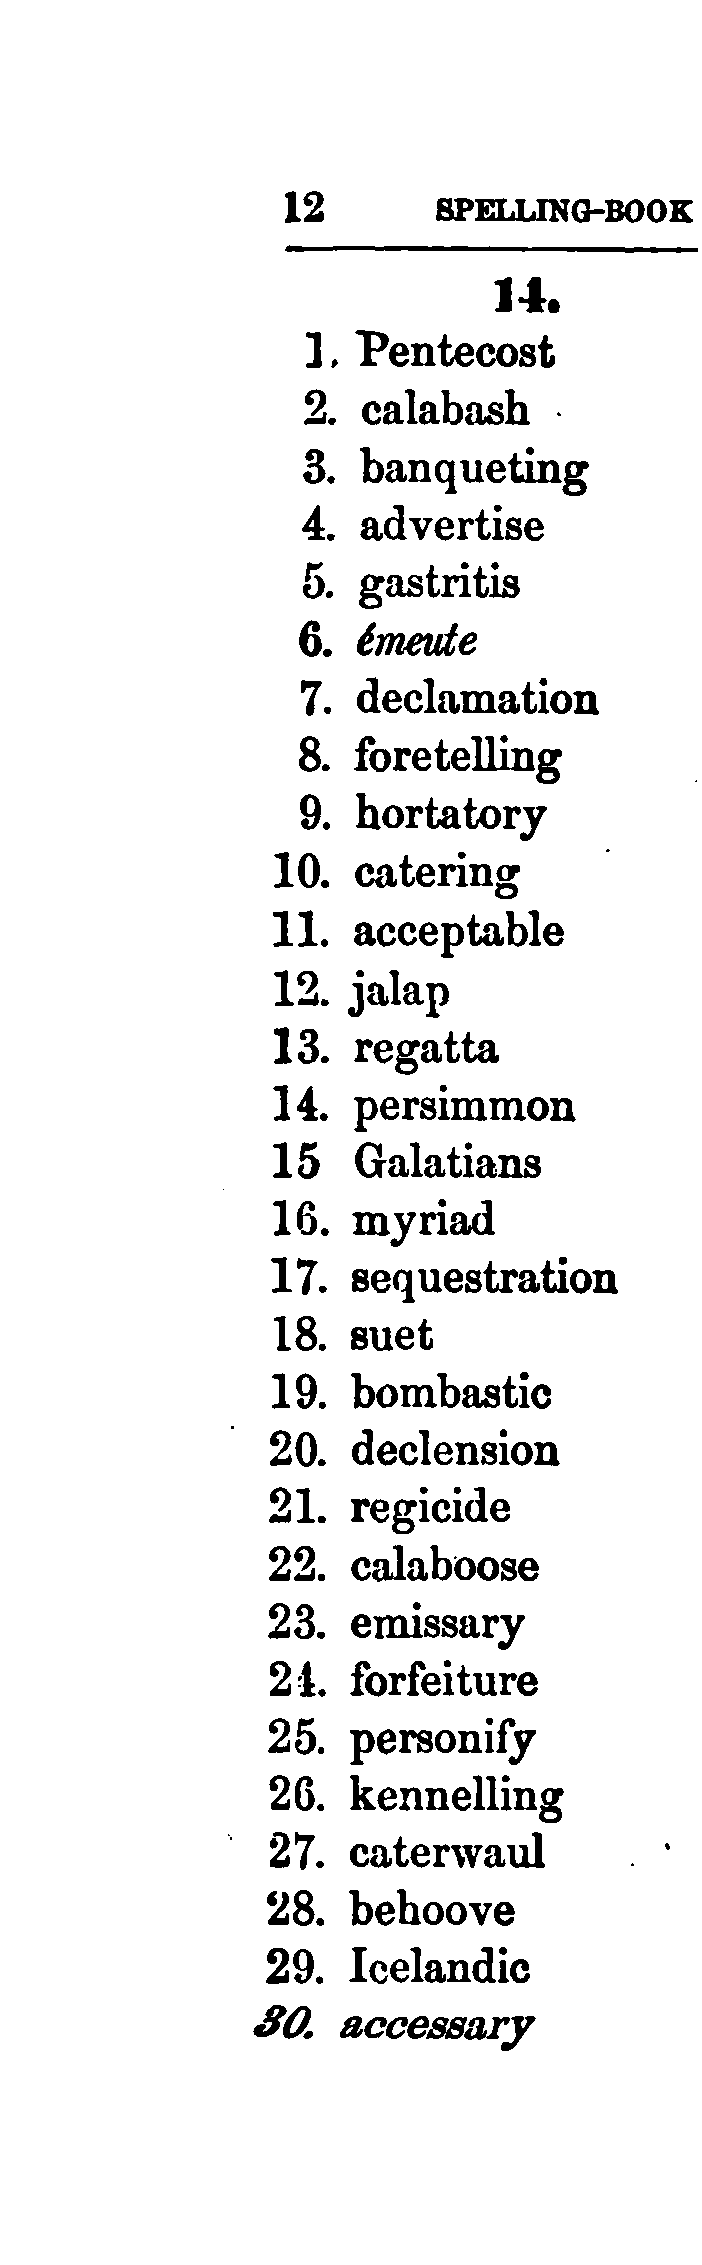 12 SPELLING-BOOK
14.
1. Pentecost
2. calabash
3. banqueting
4. advertise
5. gastritis
6. émeute
7. declamation
8. foretelling
9. hortatory
10. catering
11. acceptable
12. jalap
13. regatta
14. persimmon
15 Galatians
16. myriad
17. sequestration
18. suet
19. bombastic
20. declension
21. regicide
22. calaboose
23. emissary
24. forfeiture
25. personify
26. kennelling
27. caterwaul
28. behoove
29. Icelandic
30. accessary